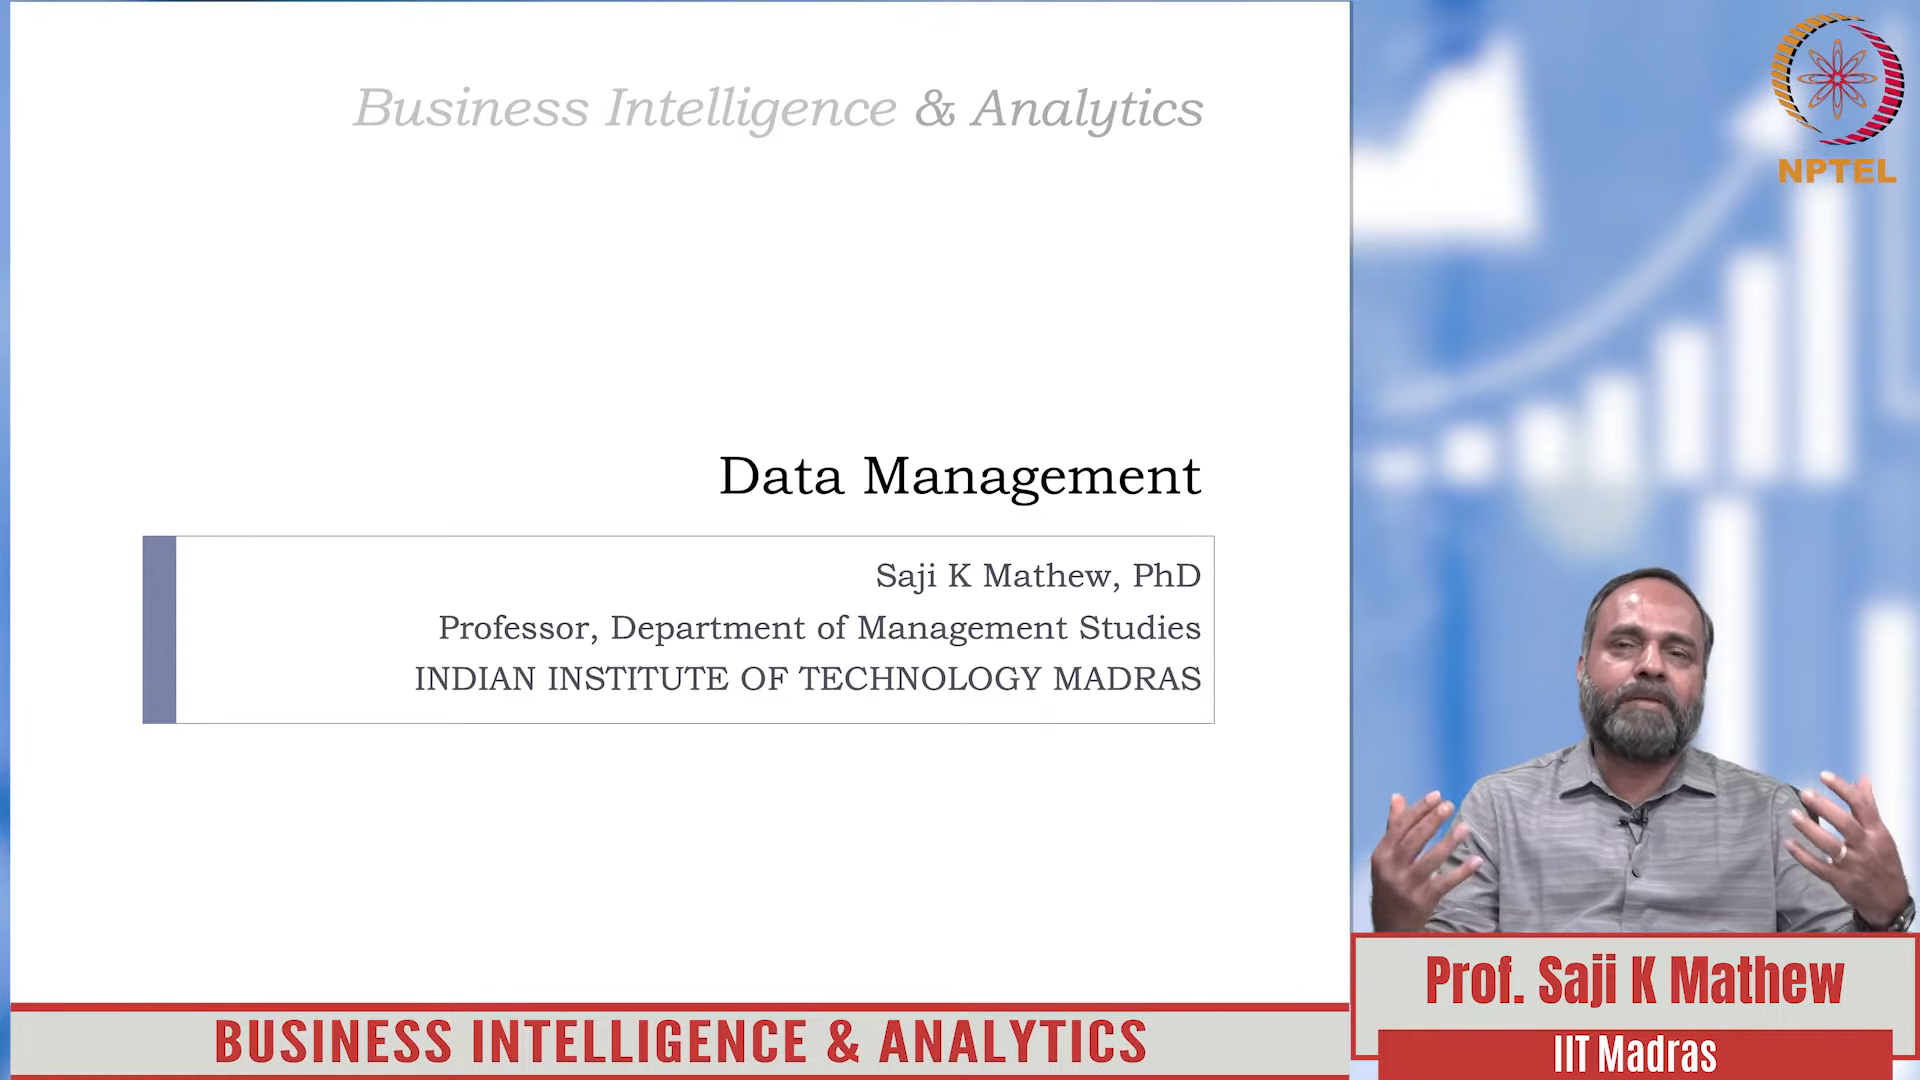 Business Intelligence & Analytics
NPTEL
Data Management
Saji K Mathew, PhD
Professor, Department of Management Studies
INDIAN INSTITUTE OF TECHNOLOGY MADRAS
Prof. Saji K Mathew
IIT Madras
BUSINESS INTELLIGENCE & ANALYTICS